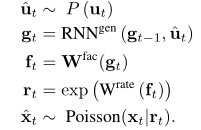 û_t ∼ P(u_t)
g_t = RNN^gen(g_{t−1}, û_t)
f_t = W^fac(g_t)
r_t = exp(W^rate(f_t))
x̂_t ∼ Poisson(x_t|r_t).